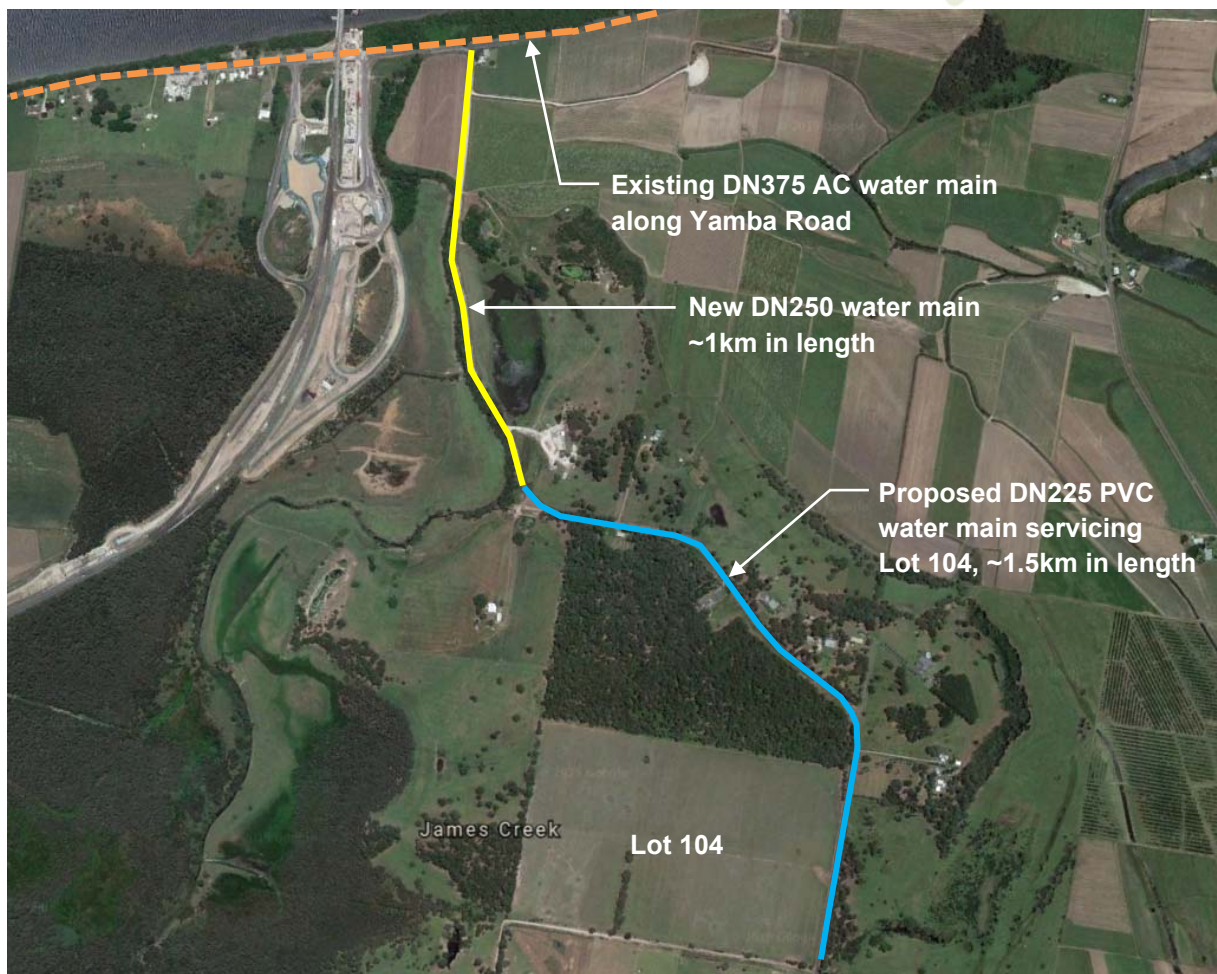 Existing DN375 AC water main
along Yamba Road
New DN250 water main
~1km in length
Proposed DN225 PVC
water main servicing
Lot 104, ~1.5km in length
James Creek
Lot 104